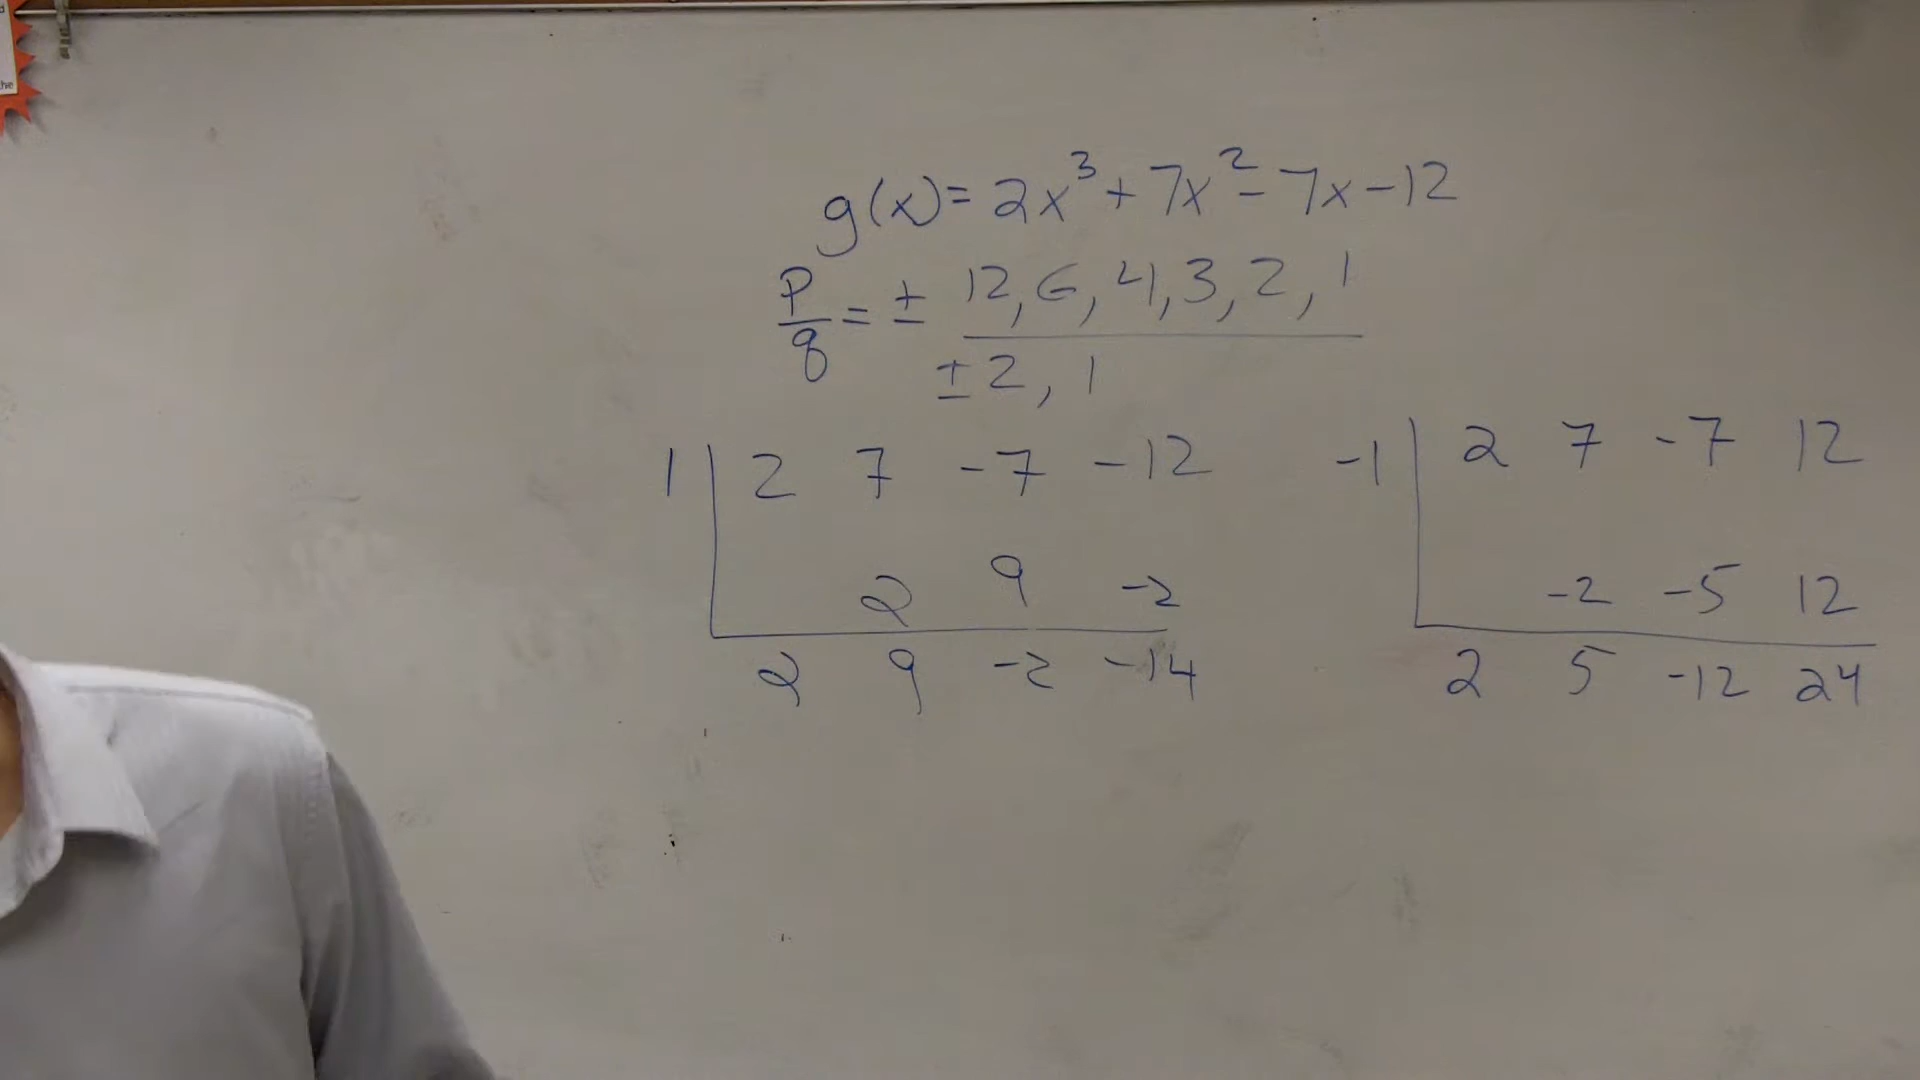 d
the
g(x)= 2x³ + 7x² - 7x - 12
P/q = ± 12, 6, 4, 3, 2, 1
± 2, 1
1 | 2 7 -7 -12
2 9 -2
2 9 -2 -14
-1 | 2 7 -7 12
-2 -5 12
2 5 -12 24